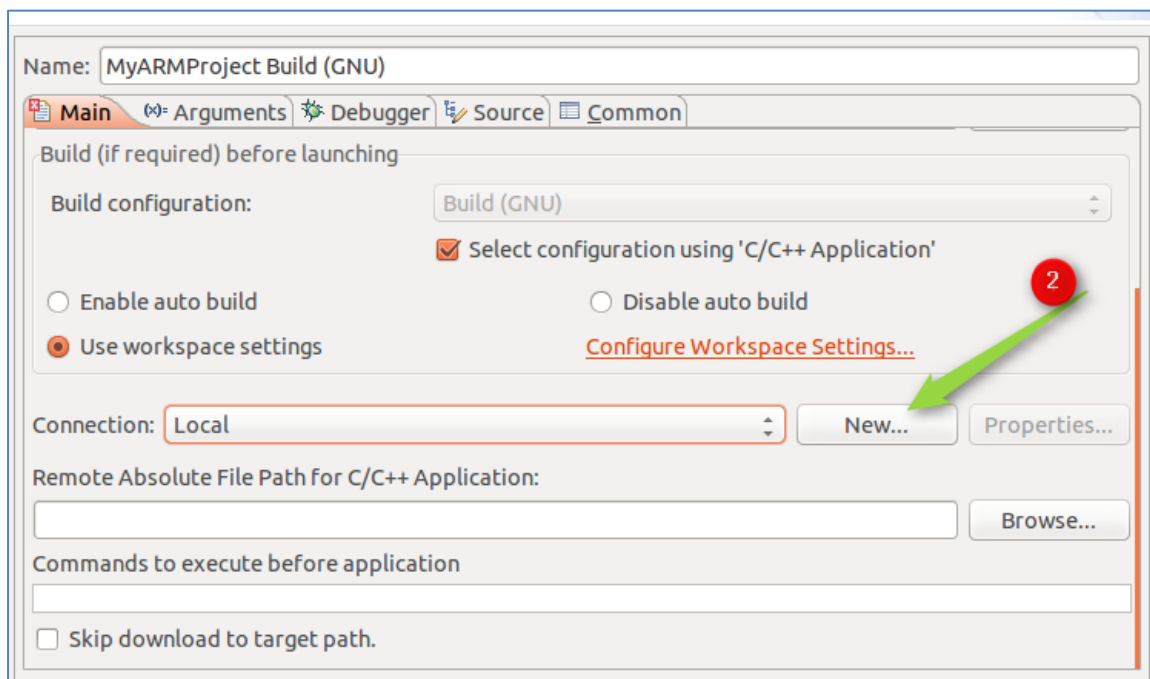 Name: MyARMProject Build (GNU)
Main (x)= Arguments Debugger Source Common
Build (if required) before launching
Build configuration: Build (GNU)
Select configuration using 'C/C++ Application'
2
Enable auto build Disable auto build
Use workspace settings Configure Workspace Settings...
Connection: Local New... Properties...
Remote Absolute File Path for C/C++ Application:
Browse...
Commands to execute before application
Skip download to target path.